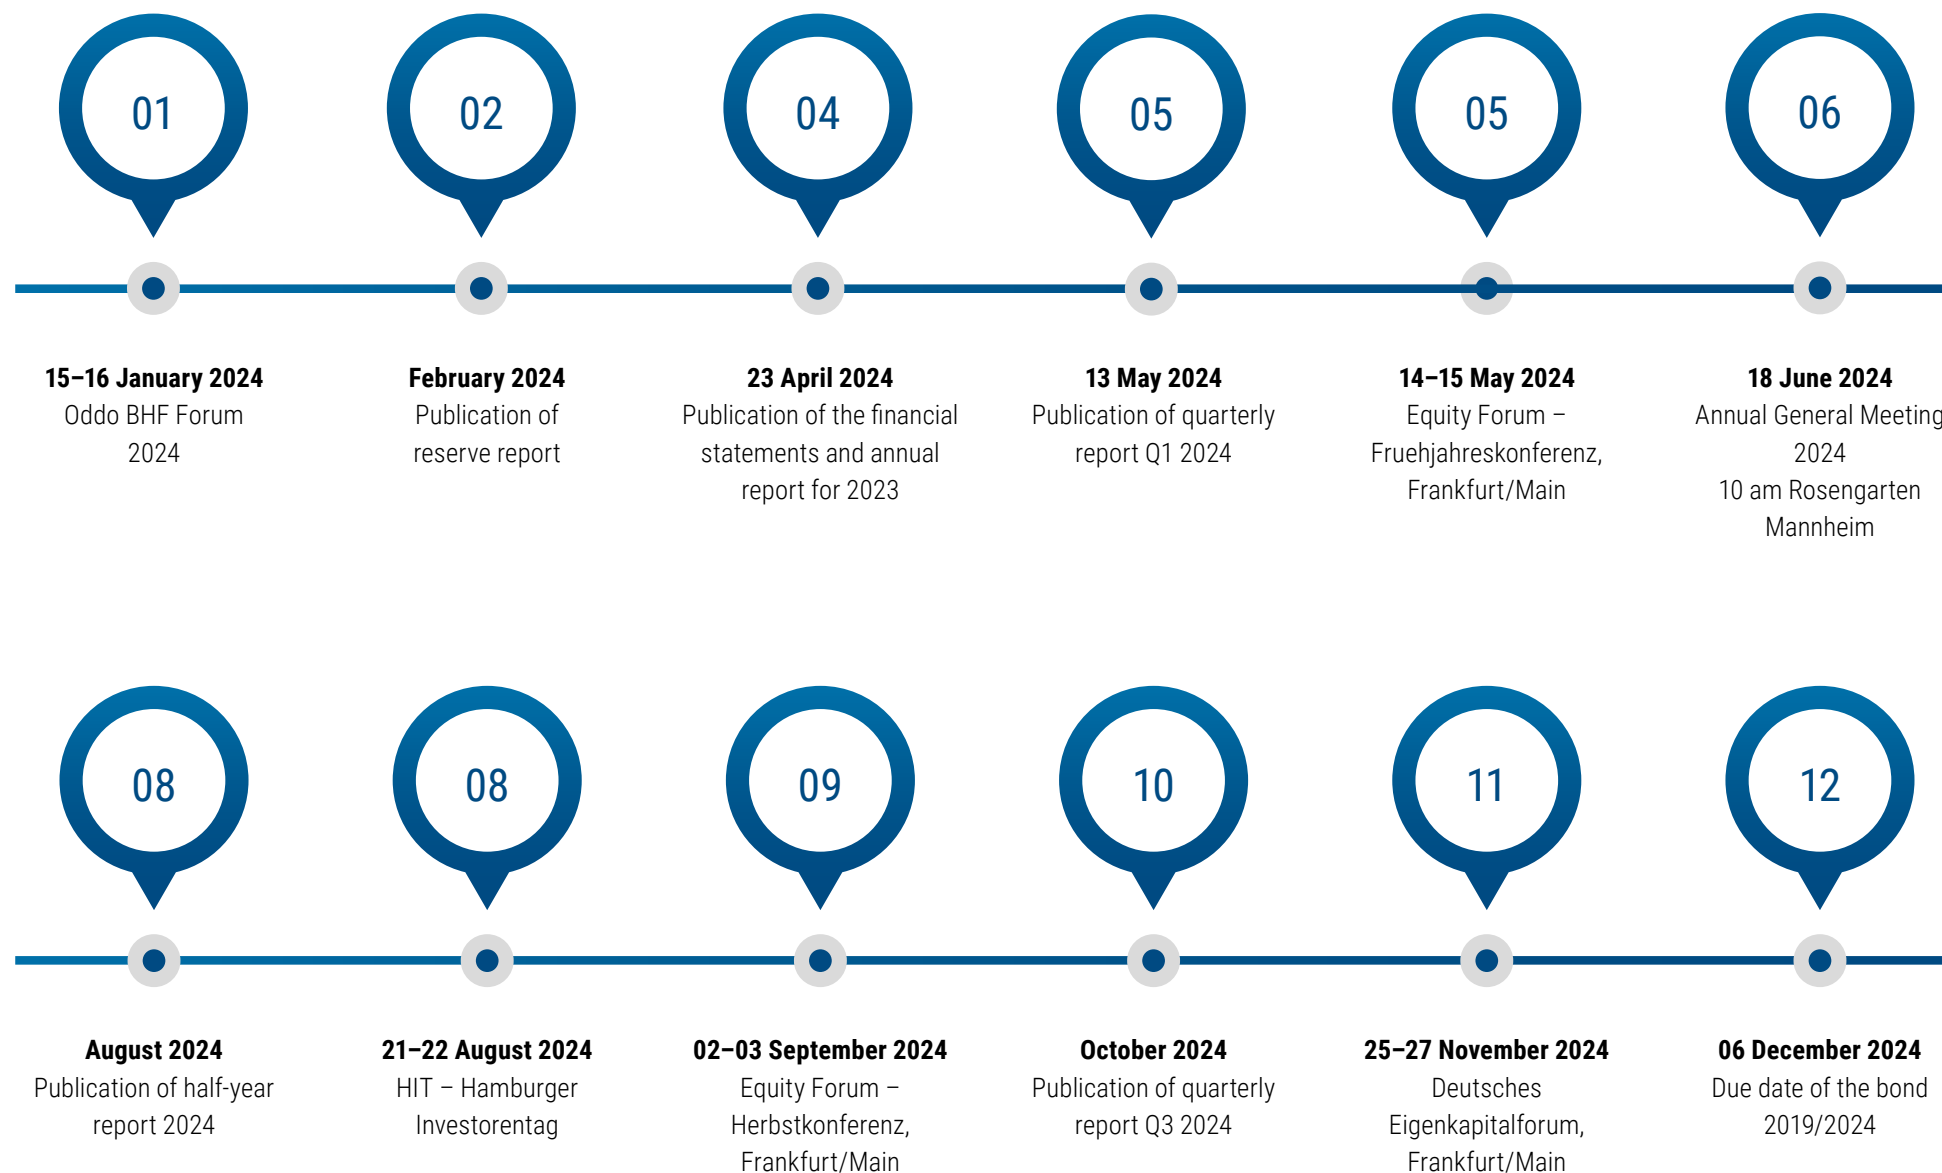 01
02
04
05
05
06
15–16 January 2024
Oddo BHF Forum
2024
February 2024
Publication of
reserve report
23 April 2024
Publication of the financial
statements and annual
report for 2023
13 May 2024
Publication of quarterly
report Q1 2024
14–15 May 2024
Equity Forum –
Fruehjahreskonferenz,
Frankfurt/Main
18 June 2024
Annual General Meeting
2024
10 am Rosengarten
Mannheim
08
08
09
10
11
12
August 2024
Publication of half-year
report 2024
21–22 August 2024
HIT – Hamburger
Investorentag
02–03 September 2024
Equity Forum –
Herbstkonferenz,
Frankfurt/Main
October 2024
Publication of quarterly
report Q3 2024
25–27 November 2024
Deutsches
Eigenkapitalforum,
Frankfurt/Main
06 December 2024
Due date of the bond
2019/2024